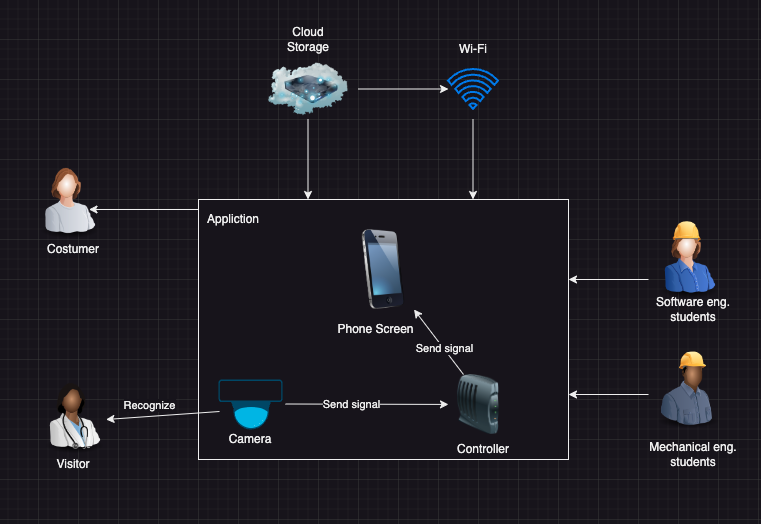 Cloud
Storage
Wi-Fi
Appliction
Costumer
Phone Screen
Software eng.
students
Send signal
Recognize
Send signal
Camera
Controller
Visitor
Mechanical eng.
students